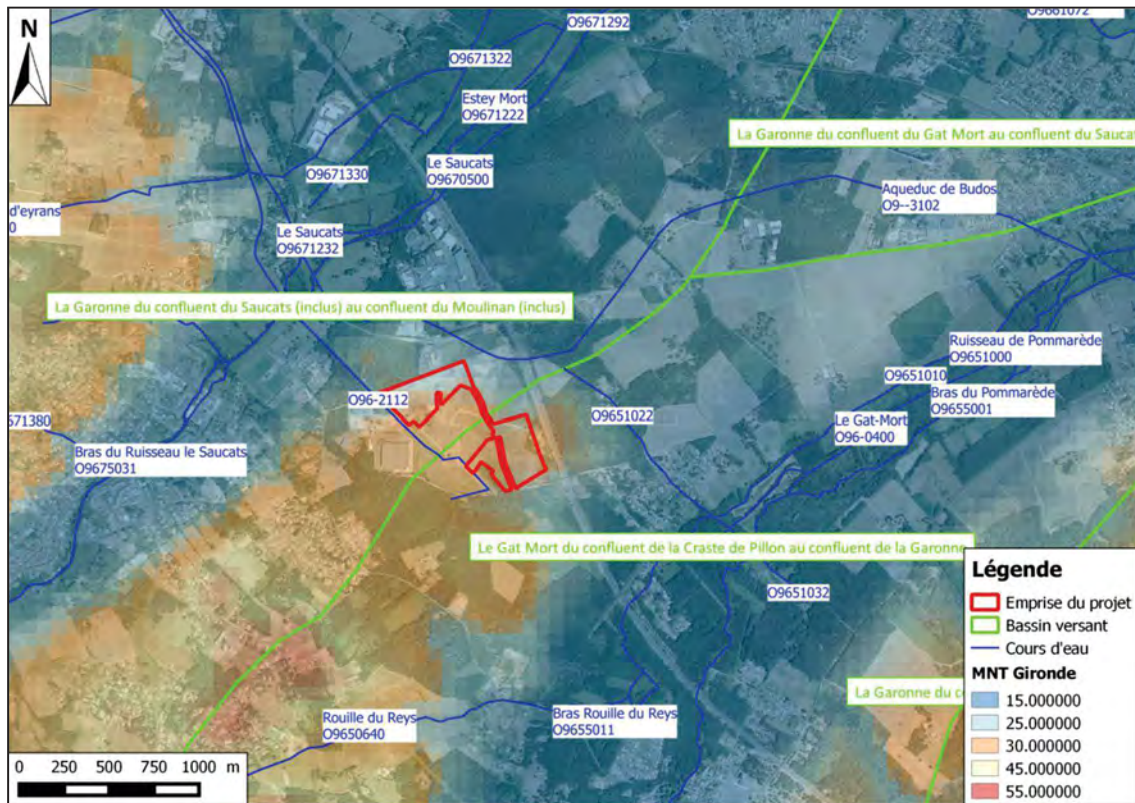 N
O9671292
O9661072
O9671322
Estey Mort
O9671222
La Garonne du confluent du Gat Mort au confluent du Saucat
Le Saucats
O9670500
O9671330
Aqueduc de Budos
O9--3102
d'eyrans
0
Le Saucats
O9671232
La Garonne du confluent du Saucats (inclus) au confluent du Moulinan (inclus)
Ruisseau de Pommarède
O9651000
O9651010
Bras du Pommarède
O9655001
O96-2112
O9651022
Le Gat-Mort
O96-0400
671380
Bras du Ruisseau le Saucats
O9675031
Le Gat Mort du confluent de la Craste de Pillon au confluent de la Garonne
O9651032
La Garonne du c
Rouille du Reys
O9650640
Bras Rouille du Reys
O9655011
0 250 500 750 1000 m
Légende
Emprise du projet
Bassin versant
Cours d'eau
MNT Gironde
15.000000
25.000000
30.000000
45.000000
55.000000